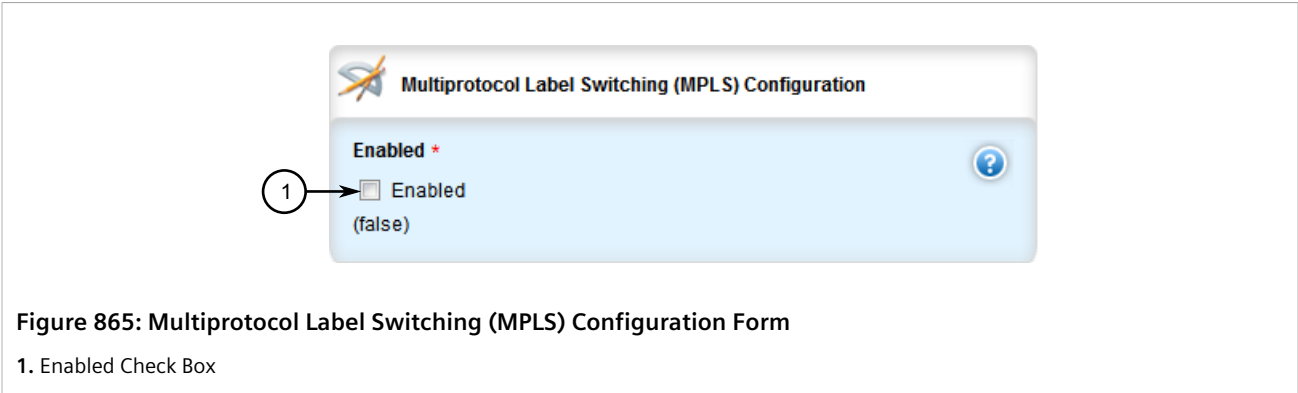 Multiprotocol Label Switching (MPLS) Configuration
Enabled *
?
1
Enabled
(false)
Figure 865: Multiprotocol Label Switching (MPLS) Configuration Form
1. Enabled Check Box